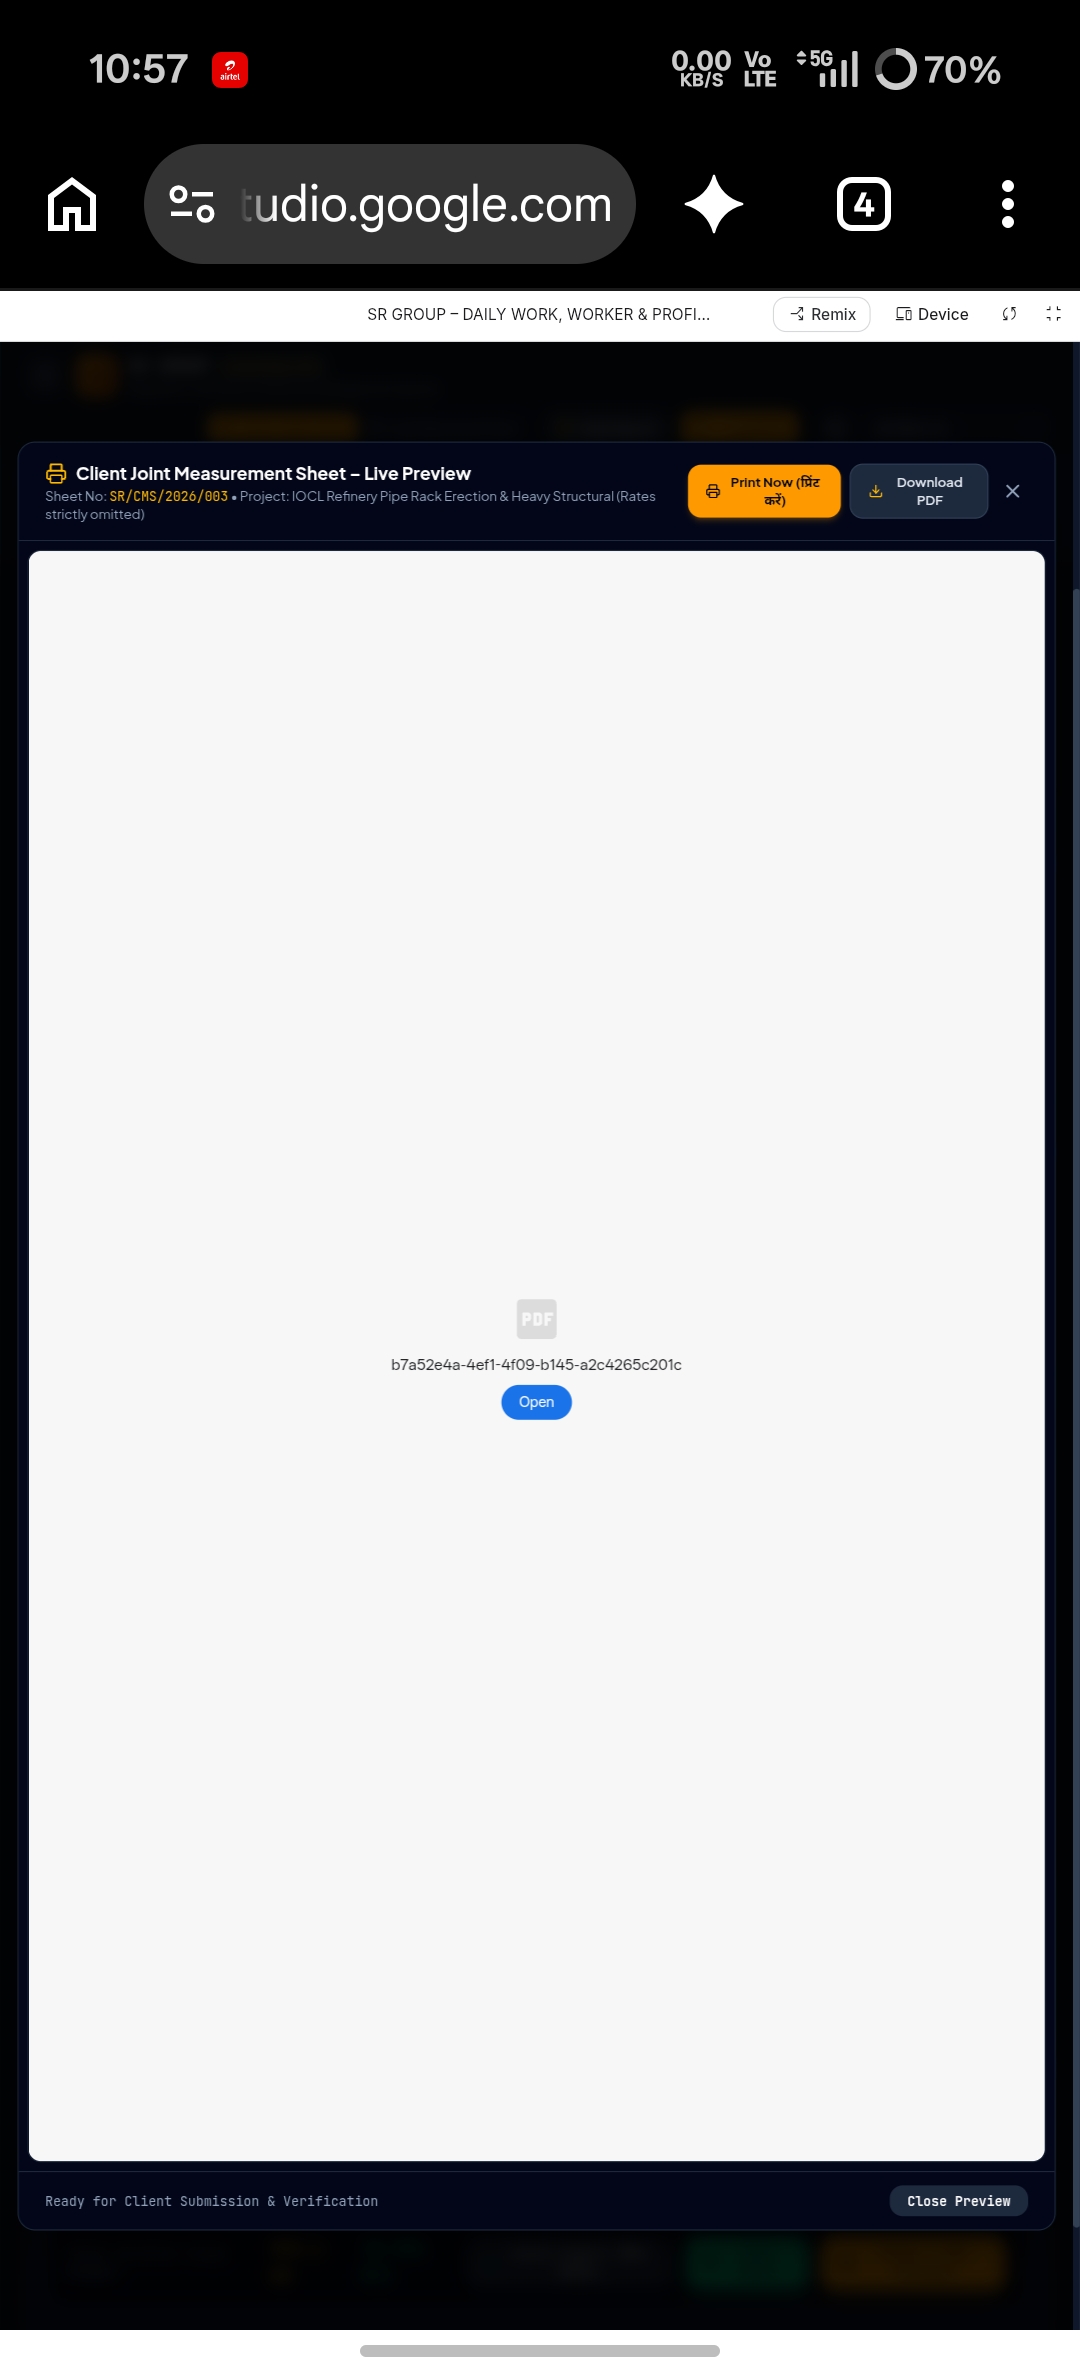 10:57
airtel
0.00 KB/S Vo LTE 5G 70%
tudio.google.com
4
SR GROUP – DAILY WORK, WORKER & PROFI...
Remix
Device
Client Joint Measurement Sheet – Live Preview
Sheet No: SR/CMS/2026/003 • Project: IOCL Refinery Pipe Rack Erection & Heavy Structural (Rates
strictly omitted)
Print Now (प्रिंट
करें)
Download
PDF
PDF
b7a52e4a-4ef1-4f09-b145-a2c4265c201c
Open
Ready for Client Submission & Verification
Close Preview